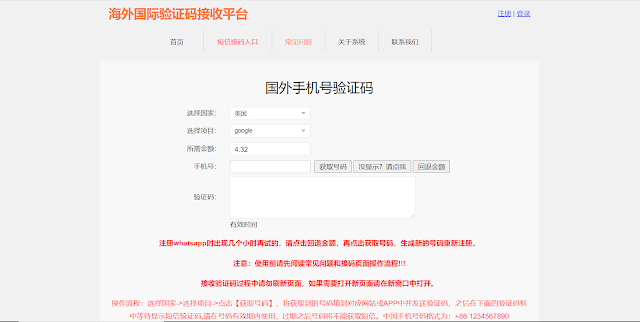 海外国际验证码接收平台
注册 | 登录
首页 短信接码入口 常见问题 关于系统 联系我们
国外手机号验证码
选择国家： 美国
选择项目： google
所需金额： 4.32
手机号： 获取号码 没显示? 请点我 回退金额
验证码：
有效时间
注册whatsapp时出现几个小时再试的，请点击回退金额，再点击获取号码，生成新的号码重新注册。
注意：使用前请先阅读常见问题和接码页面操作流程!!!
接收验证码过程中请勿刷新页面，如果需要打开新页面请在新窗口中打开。
操作流程：选择国家->选择项目->点击【获取号码】，将获取到的号码填到对应网站或APP中并发送验证码，之后在下面的验证码框
中等待显示短信验证码,请在号码有效期内使用，过期之后号码将不能获取短信。中国手机号码格式为：+86 1234567890